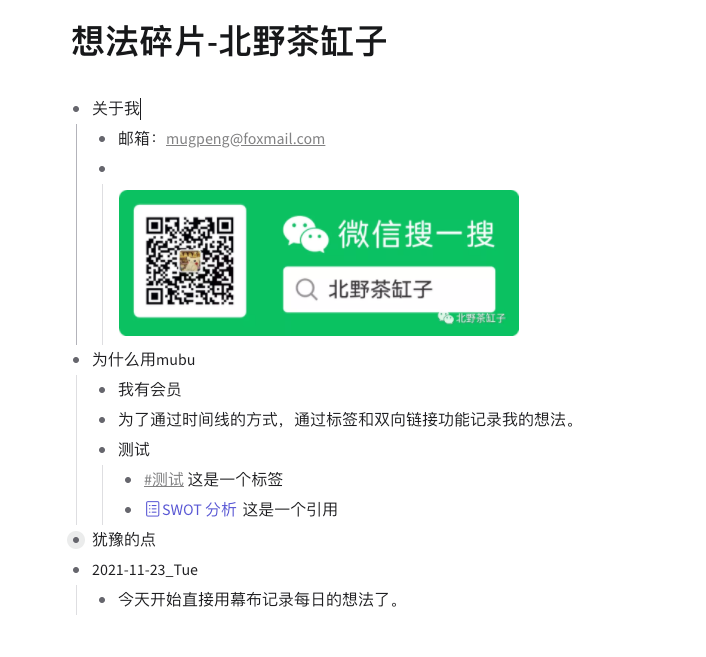 想法碎片-北野茶缸子
关于我
邮箱：mugpeng@foxmail.com
微信搜一搜
北野茶缸子
北野茶缸子
为什么用mubu
我有会员
为了通过时间线的方式，通过标签和双向链接功能记录我的想法。
测试
#测试 这是一个标签
SWOT 分析 这是一个引用
犹豫的点
2021-11-23_Tue
今天开始直接用幕布记录每日的想法了。